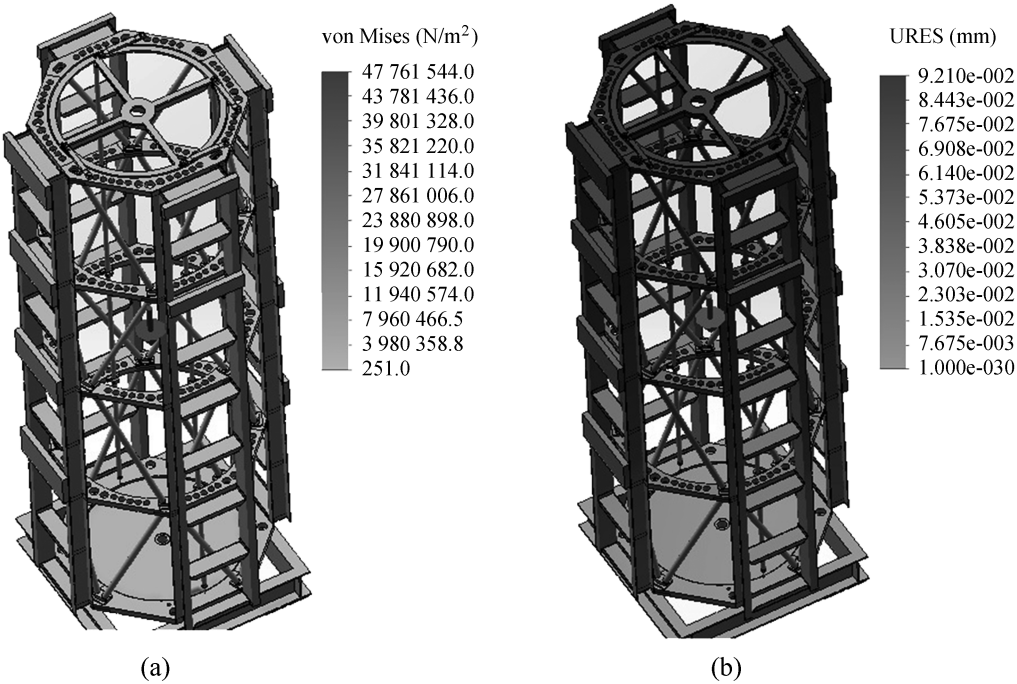 von Mises (N/m²)
47 761 544.0
43 781 436.0
39 801 328.0
35 821 220.0
31 841 114.0
27 861 006.0
23 880 898.0
19 900 790.0
15 920 682.0
11 940 574.0
7 960 466.5
3 980 358.8
251.0
(a)
URES (mm)
9.210e-002
8.443e-002
7.675e-002
6.908e-002
6.140e-002
5.373e-002
4.605e-002
3.838e-002
3.070e-002
2.303e-002
1.535e-002
7.675e-003
1.000e-030
(b)